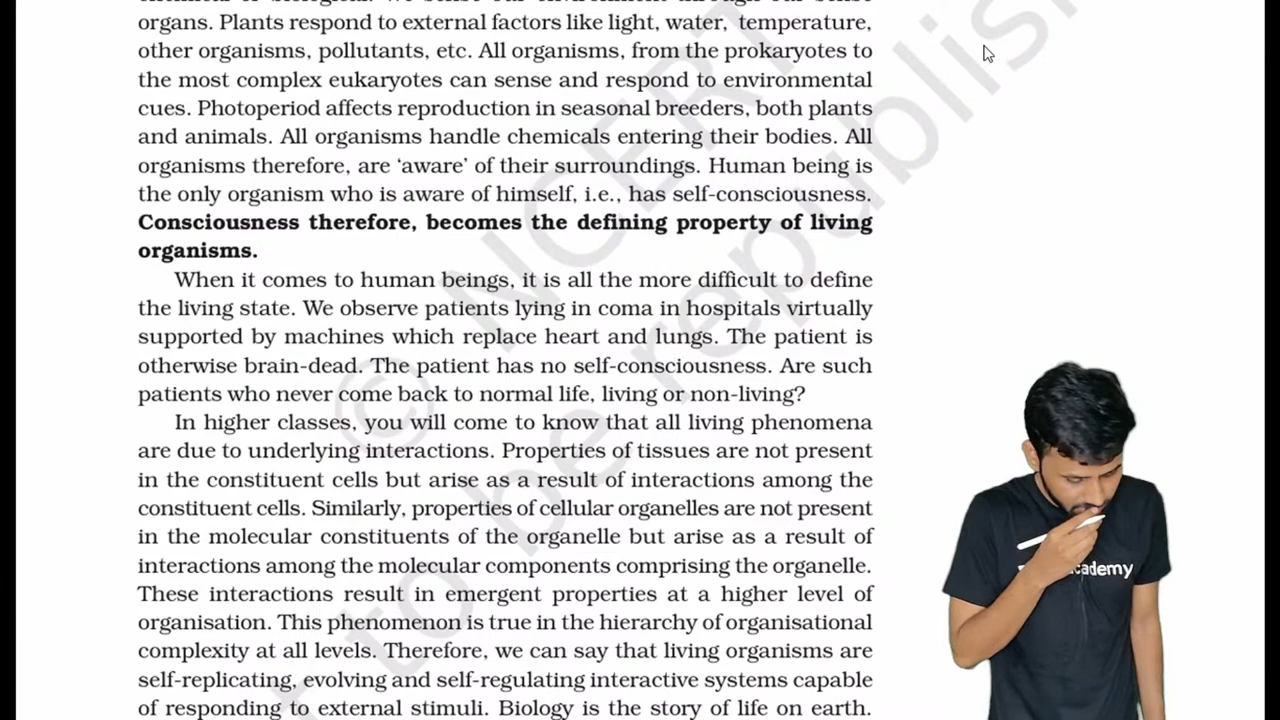 organs. Plants respond to external factors like light, water, temperature,
other organisms, pollutants, etc. All organisms, from the prokaryotes to
the most complex eukaryotes can sense and respond to environmental
cues. Photoperiod affects reproduction in seasonal breeders, both plants
and animals. All organisms handle chemicals entering their bodies. All
organisms therefore, are ‘aware’ of their surroundings. Human being is
the only organism who is aware of himself, i.e., has self-consciousness.
Consciousness therefore, becomes the defining property of living
organisms.
When it comes to human beings, it is all the more difficult to define
the living state. We observe patients lying in coma in hospitals virtually
supported by machines which replace heart and lungs. The patient is
otherwise brain-dead. The patient has no self-consciousness. Are such
patients who never come back to normal life, living or non-living?
In higher classes, you will come to know that all living phenomena
are due to underlying interactions. Properties of tissues are not present
in the constituent cells but arise as a result of interactions among the
constituent cells. Similarly, properties of cellular organelles are not present
in the molecular constituents of the organelle but arise as a result of
interactions among the molecular components comprising the organelle.
These interactions result in emergent properties at a higher level of
organisation. This phenomenon is true in the hierarchy of organisational
complexity at all levels. Therefore, we can say that living organisms are
self-replicating, evolving and self-regulating interactive systems capable
of responding to external stimuli. Biology is the story of life on earth.
© NCERT
to be republis
cademy